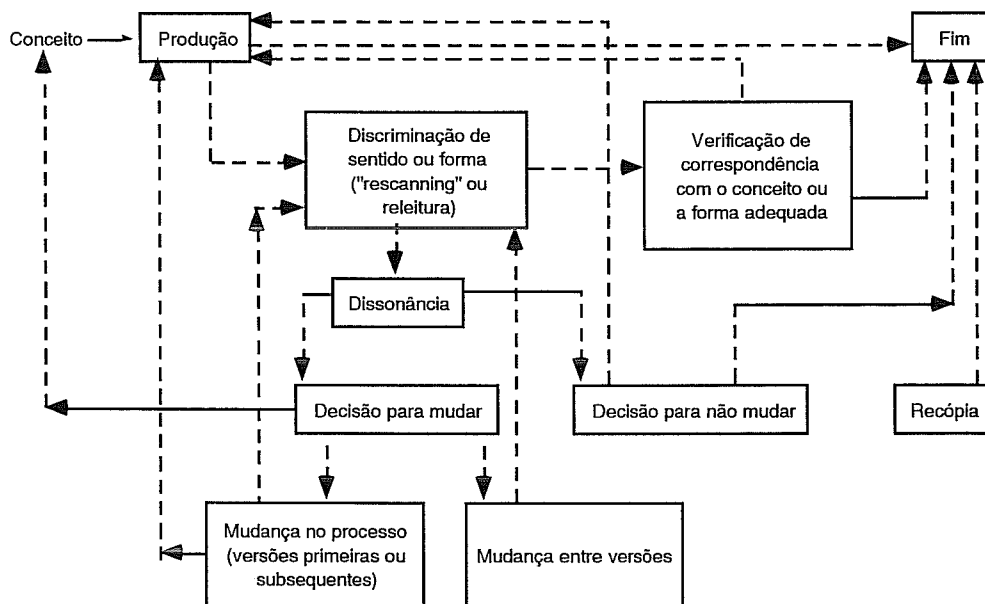 Conceito
Produção
Fim
Discriminação de
sentido ou forma
("rescanning" ou
releitura)
Verificação de
correspondência
com o conceito ou
a forma adequada
Dissonância
Decisão para mudar
Decisão para não mudar
Recópia
Mudança no processo
(versões primeiras ou
subsequentes)
Mudança entre versões